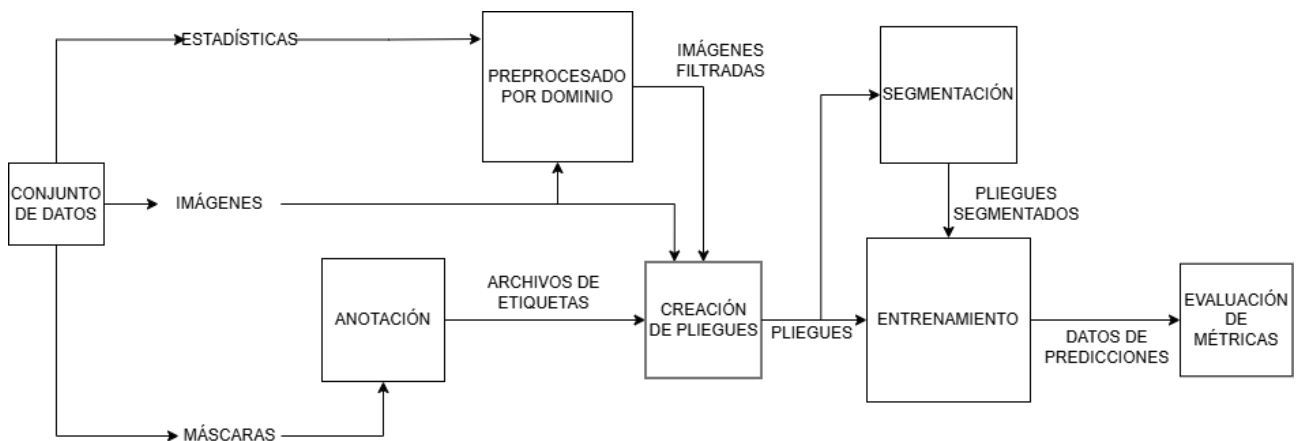 ESTADÍSTICAS
PREPROCESADO
POR DOMINIO
IMÁGENES
FILTRADAS
SEGMENTACIÓN
CONJUNTO
DE DATOS
IMÁGENES
PLIEGUES
SEGMENTADOS
ANOTACIÓN
ARCHIVOS DE
ETIQUETAS
CREACIÓN
DE PLIEGUES
PLIEGUES
ENTRENAMIENTO
DATOS DE
PREDICCIONES
EVALUACIÓN
DE
MÉTRICAS
MÁSCARAS